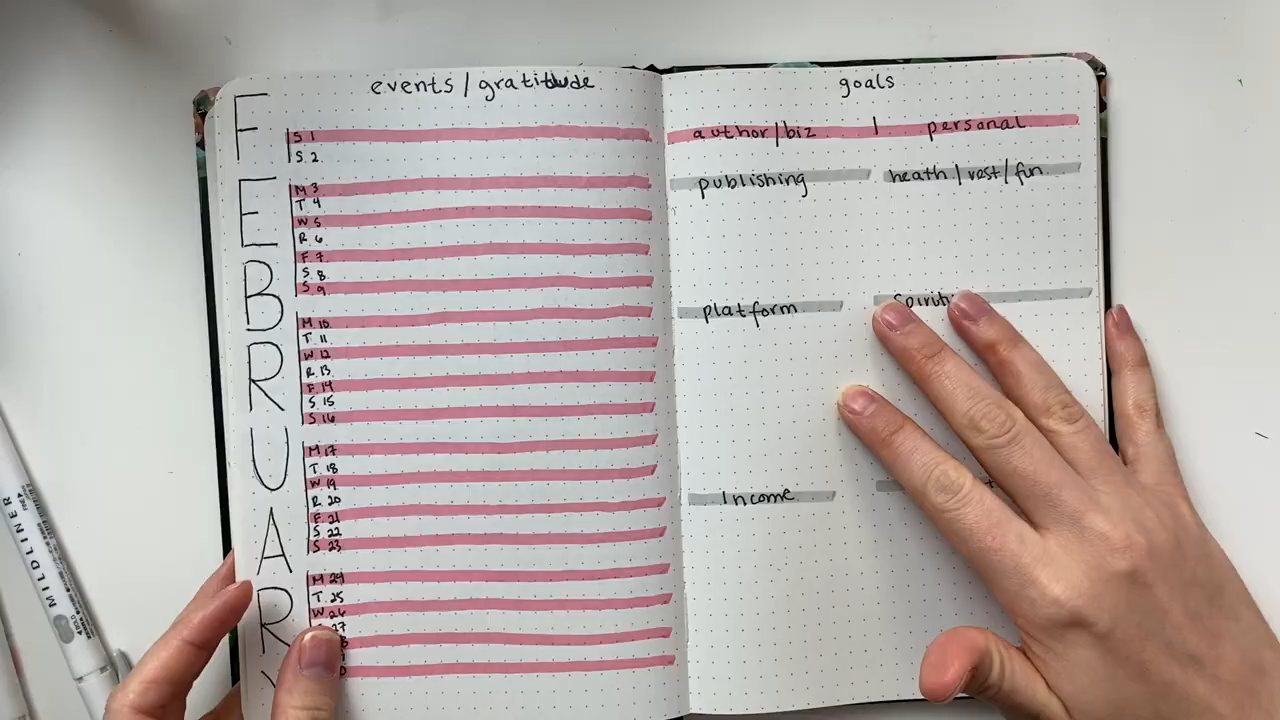 events / gratitude
FEBRUARY
S. 1
S. 2
M 3
T. 4
W 5
R. 6
F. 7
S. 8
S. 9
M 10
T. 11
W 12
R. 13
F. 14
S 15
S. 16
M 17
T. 18
W. 19
R. 20
F. 21
S. 22
S 23
M 24
T. 25
W 26
27
goals
author/biz | personal
publishing
heath / rest / fun
platform
Income
MILDLINER